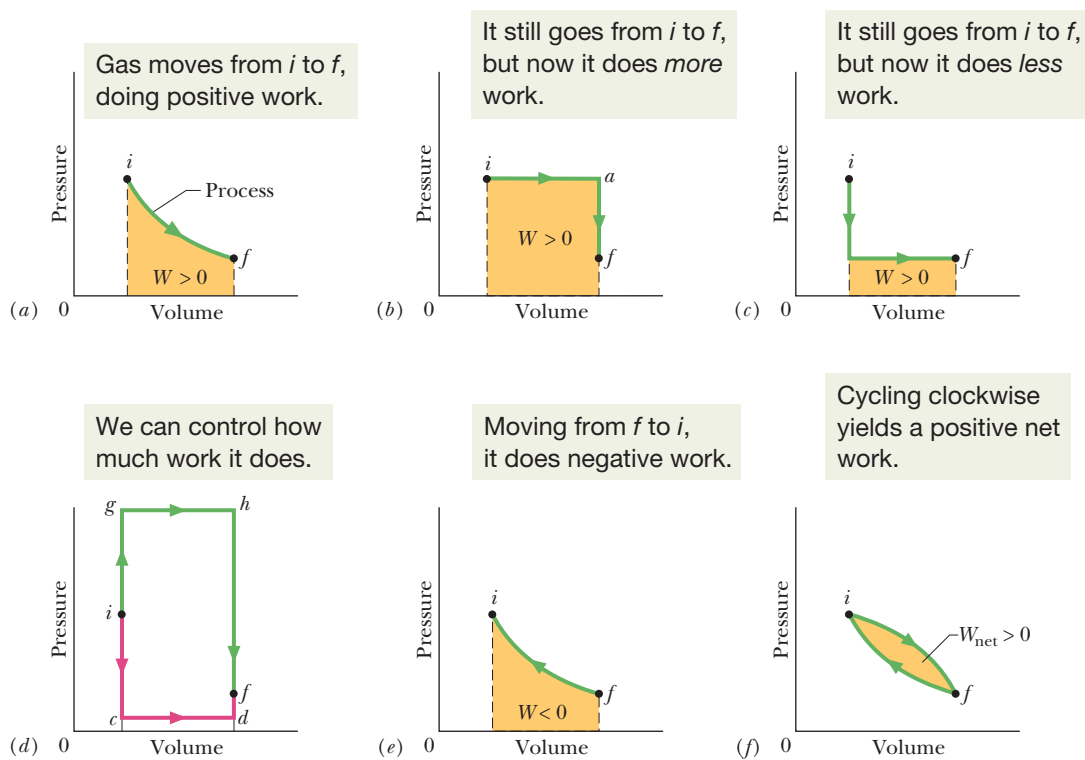 Gas moves from i to f,
doing positive work.
Pressure
i
Process
f
W > 0
(a) 0 Volume
It still goes from i to f,
but now it does more
work.
Pressure
i
a
W > 0
f
(b) 0 Volume
It still goes from i to f,
but now it does less
work.
Pressure
i
f
W > 0
(c) 0 Volume
We can control how
much work it does.
Pressure
g h
i
f
c d
(d) 0 Volume
Moving from f to i,
it does negative work.
Pressure
i
f
W < 0
(e) 0 Volume
Cycling clockwise
yields a positive net
work.
Pressure
i
Wnet > 0
f
(f) 0 Volume